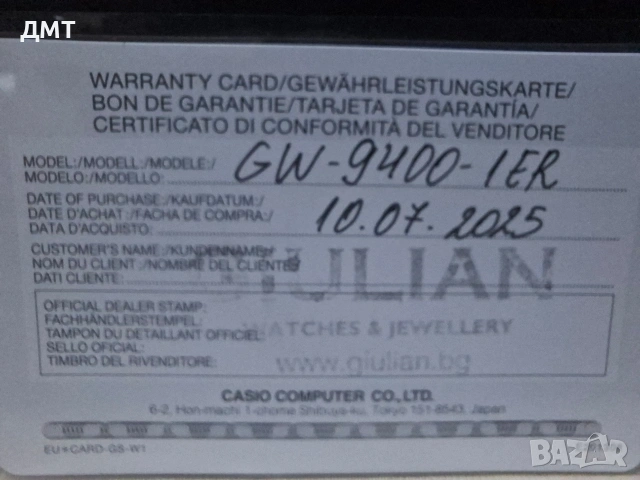 ДМТ
WARRANTY CARD/GEWÄHRLEISTUNGSKARTE/
BON DE GARANTIE/TARJETA DE GARANTÍA/
CERTIFICATO DI CONFORMITÀ DEL VENDITORE
MODEL:/MODELL:/MODELE:/
MODELO:/MODELLO: GW-9400-1ER
DATE OF PURCHASE:/KAUFDATUM:/
DATE D'ACHAT:/FACHA DE COMPRA:/
DATA D'ACQUISTO: 10.07.2025
CUSTOMER'S NAME:/KUNDENNAME:/
NOM DU CLIENT:/NOMBRE DEL CLIENTE:
DATI CLIENTE:
GIULIAN
OFFICIAL DEALER STAMP:
FACHHÄNDLERSTEMPEL:
TAMPON DU DETAILLANT OFFICIEL:
SELLO OFICIAL:
TIMBRO DEL RIVENDITORE:
WATCHES & JEWELLERY
www.giulian.bg
CASIO COMPUTER CO., LTD.
6-2, Hon-machi 1-chome Shibuya-ku, Tokyo 151-8543, Japan
EU★CARD-GS-W1
BAZAR.bg